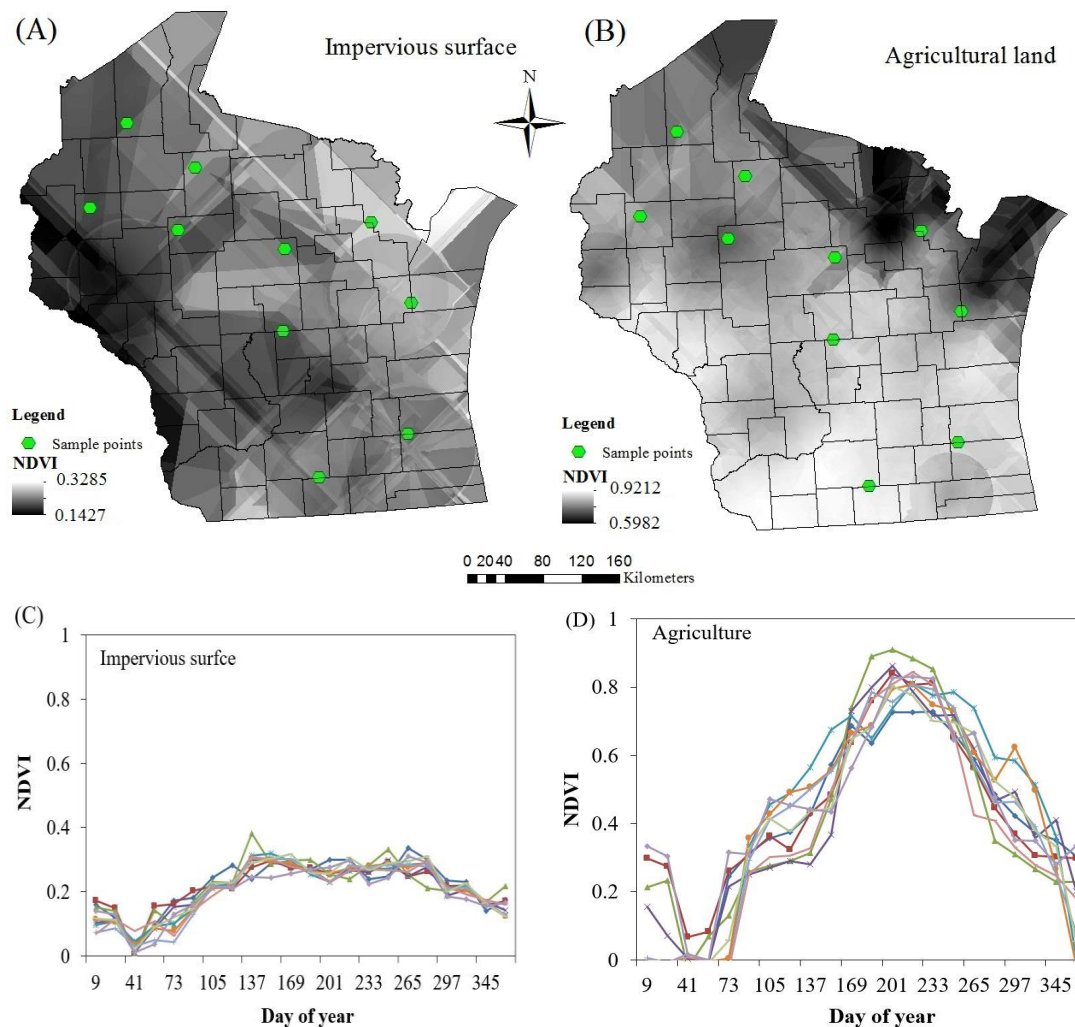 (A)
Impervious surface
N
(B)
Agricultural land
Legend
Sample points
NDVI
0.3285
0.1427
Legend
Sample points
NDVI
0.9212
0.5982
0 20 40 80 120 160
Kilometers
(C)
Impervious surfce
1
0.8
0.6
0.4
0.2
0
NDVI
9 41 73 105 137 169 201 233 265 297 345
Day of year
(D)
Agriculture
1
0.8
0.6
0.4
0.2
0
NDVI
9 41 73 105 137 169 201 233 265 297 345
Day of year